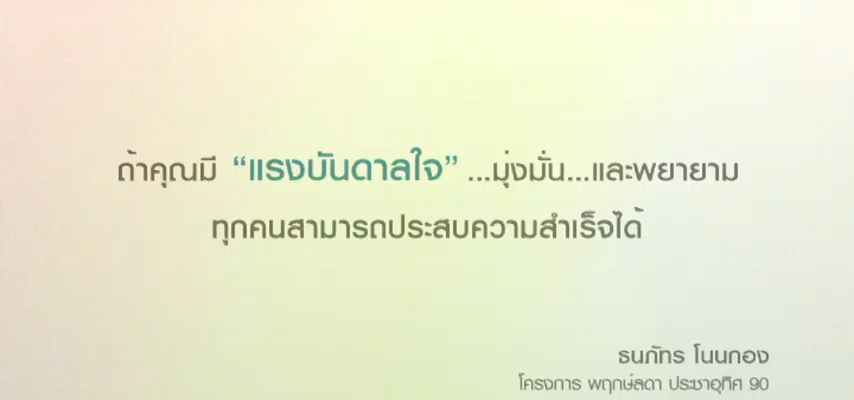 ถ้าคุณมี “แรงบันดาลใจ” ...มุ่งมั่น...และพยายาม
ทุกคนสามารถประสบความสำเร็จได้
ธนภัทร โนนทอง
โครงการ พฤกษ์ลดา ประชาอุทิศ 90